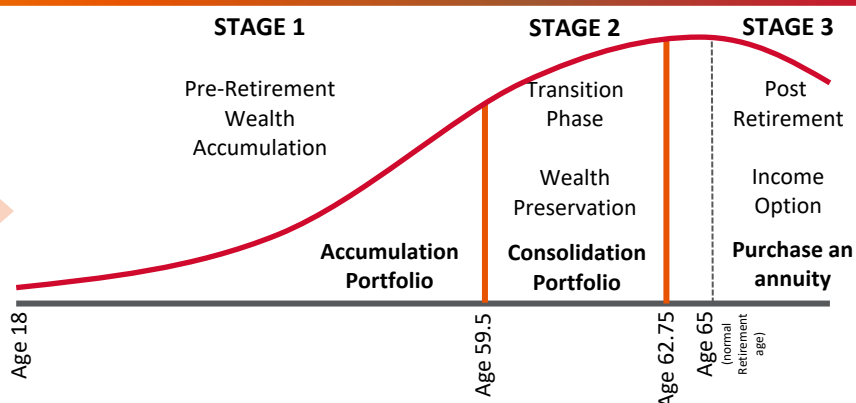 STAGE 1
Pre-Retirement
Wealth
Accumulation
Accumulation
Portfolio
STAGE 2
Transition
Phase
Wealth
Preservation
Consolidation
Portfolio
STAGE 3
Post
Retirement
Income
Option
Purchase an
annuity
Age 18
Age 59.5
Age 62.75
Age 65
(normal
Retirement
age)